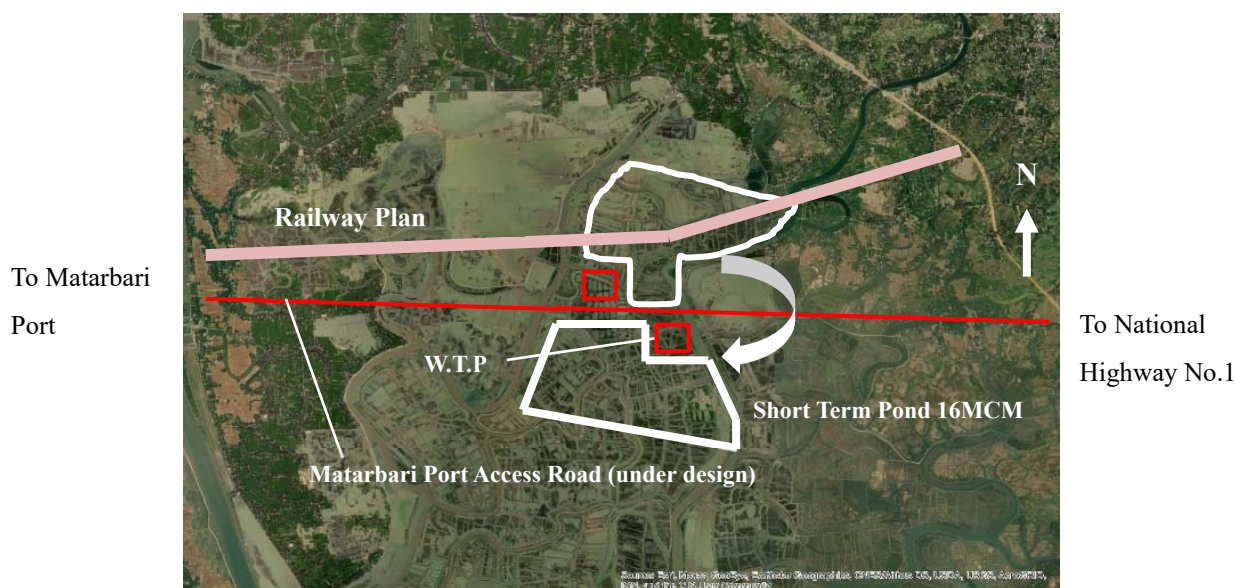 N
Railway Plan
To Matarbari
Port
To National
Highway No.1
W.T.P
Short Term Pond 16MCM
Matarbari Port Access Road (under design)